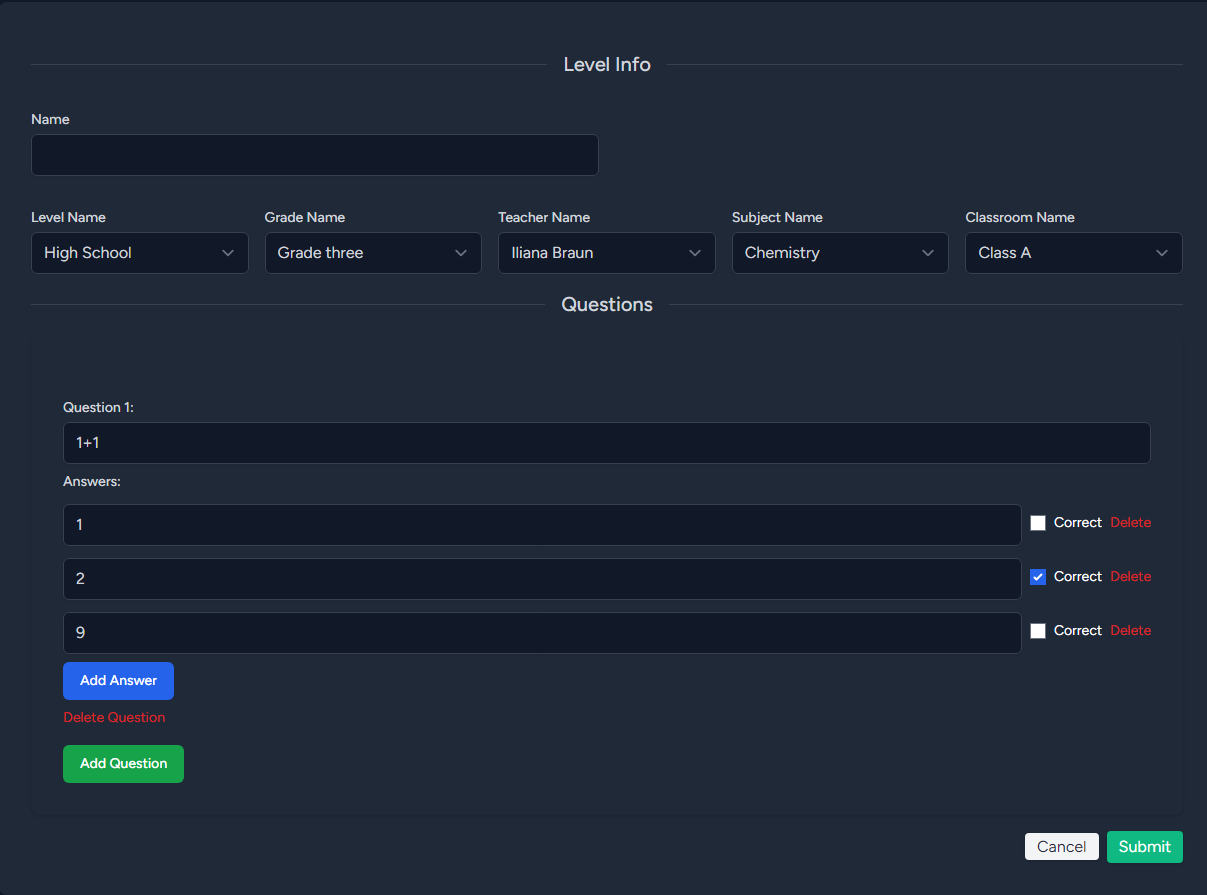 Level Info
Name
Level Name Grade Name Teacher Name Subject Name Classroom Name
High School Grade three Iliana Braun Chemistry Class A
Questions
Question 1:
1+1
Answers:
1 Correct Delete
2 Correct Delete
9 Correct Delete
Add Answer
Delete Question
Add Question
Cancel Submit